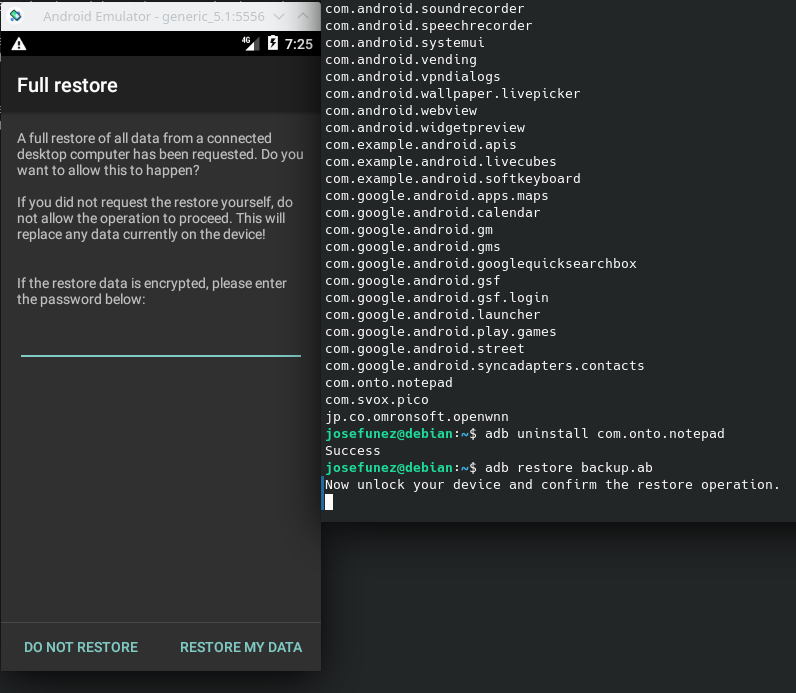 Android Emulator - generic_5.1:5556
4G
7:25
Full restore
A full restore of all data from a connected
desktop computer has been requested. Do you
want to allow this to happen?
If you did not request the restore yourself, do
not allow the operation to proceed. This will
replace any data currently on the device!
If the restore data is encrypted, please enter
the password below:
DO NOT RESTORE
RESTORE MY DATA
com.android.soundrecorder
com.android.speechrecorder
com.android.systemui
com.android.vending
com.android.vpndialogs
com.android.wallpaper.livepicker
com.android.webview
com.android.widgetpreview
com.example.android.apis
com.example.android.livecubes
com.example.android.softkeyboard
com.google.android.apps.maps
com.google.android.calendar
com.google.android.gm
com.google.android.gms
com.google.android.googlequicksearchbox
com.google.android.gsf
com.google.android.gsf.login
com.google.android.launcher
com.google.android.play.games
com.google.android.street
com.google.android.syncadapters.contacts
com.onto.notepad
com.svox.pico
jp.co.omronsoft.openwnn
josefunez@debian:~$ adb uninstall com.onto.notepad
Success
josefunez@debian:~$ adb restore backup.ab
Now unlock your device and confirm the restore operation.